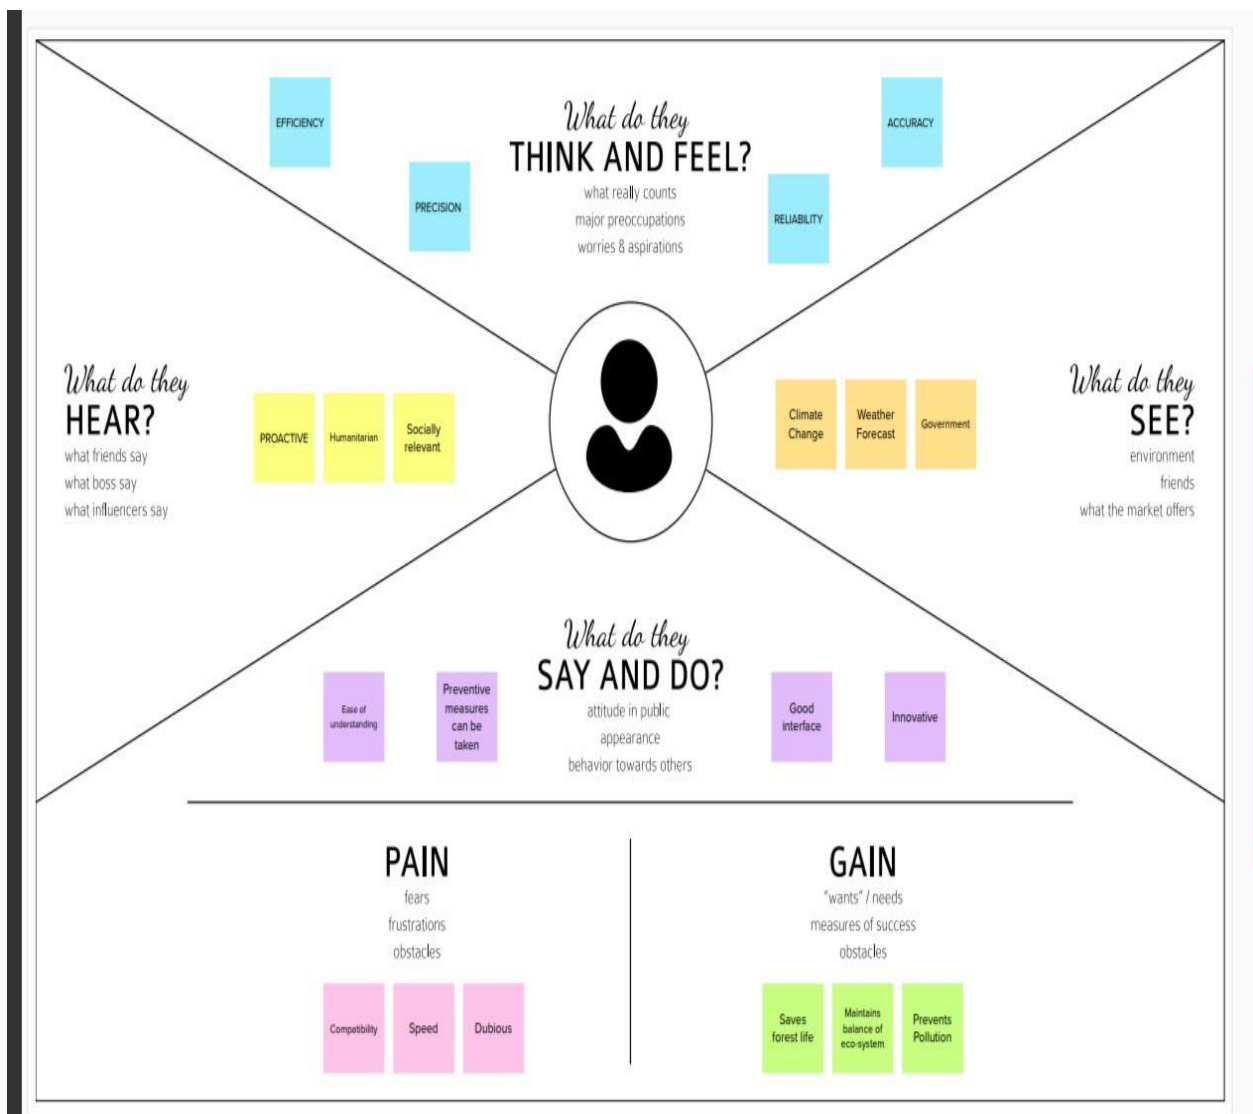 EFFICIENCY
PRECISION
What do they
THINK AND FEEL?
what really counts
major preoccupations
worries & aspirations
ACCURACY
RELIABILITY
What do they
HEAR?
what friends say
what boss say
what influencers say
PROACTIVE
Humanitarian
Socially
relevant
Climate
Change
Weather
Forecast
Government
What do they
SEE?
environment
friends
what the market offers
What do they
SAY AND DO?
attitude in public
appearance
behavior towards others
Ease of
understanding
Preventive
measures
can be
taken
Good
interface
Innovative
PAIN
fears
frustrations
obstacles
Compatibility
Speed
Dubious
GAIN
"wants" / needs
measures of success
obstacles
Saves
forest life
Maintains
balance of
eco-system
Prevents
Pollution